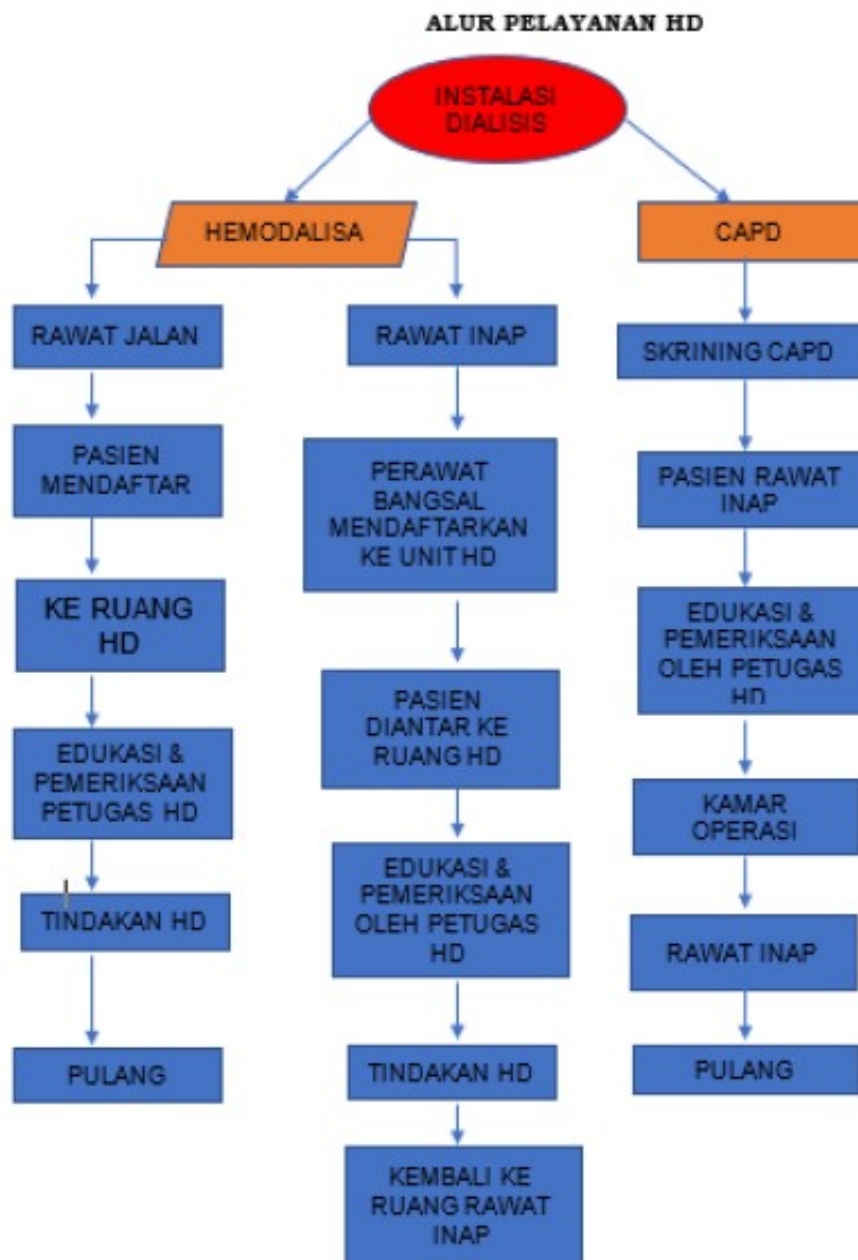 ALUR PELAYANAN HD
INSTALASI
DIALISIS
HEMODALISA
CAPD
RAWAT JALAN
PASIEN
MENDAFTAR
KE RUANG
HD
EDUKASI &
PEMERIKSAAN
PETUGAS HD
TINDAKAN HD
PULANG
RAWAT INAP
PERAWAT
BANGSAL
MENDAFTARKAN
KE UNIT HD
PASIEN
DIANTAR KE
RUANG HD
EDUKASI &
PEMERIKSAAN
OLEH PETUGAS
HD
TINDAKAN HD
KEMBALI KE
RUANG RAWAT
INAP
SKRINING CAPD
PASIEN RAWAT
INAP
EDUKASI &
PEMERIKSAAN
OLEH PETUGAS
HD
KAMAR
OPERASI
RAWAT INAP
PULANG